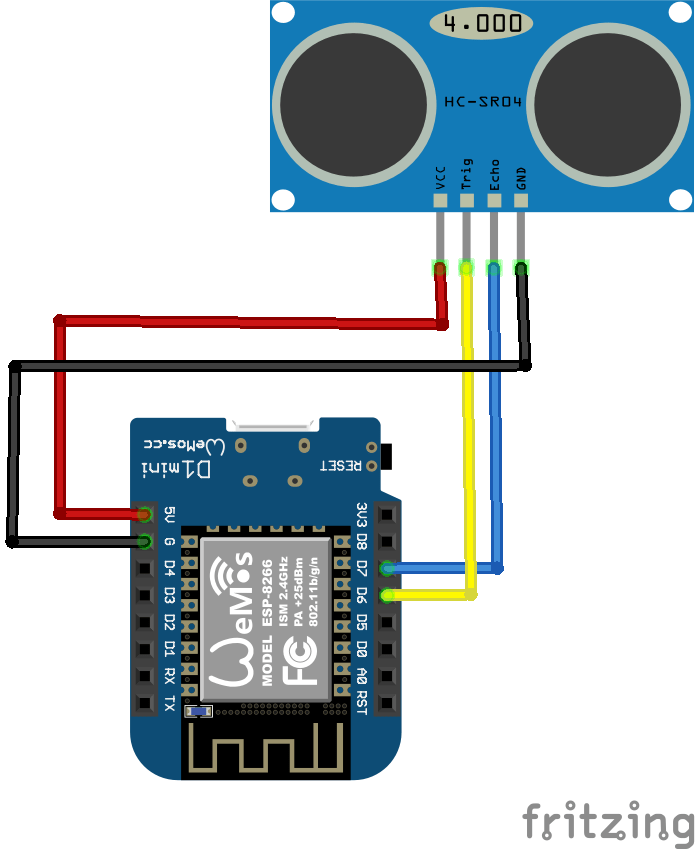 4.000
HC-SR04
VCC Trig Echo GND
WeMos.cc
D1 mini
RESET
5V
G
D4
D3
D2
D1
RX
TX
3V3
D8
D7
D6
D5
D0
A0
RST
WeMos
MODEL ESP-8266
ISM 2.4GHz
PA +25dBm
802.11b/g/n
FC
fritzing